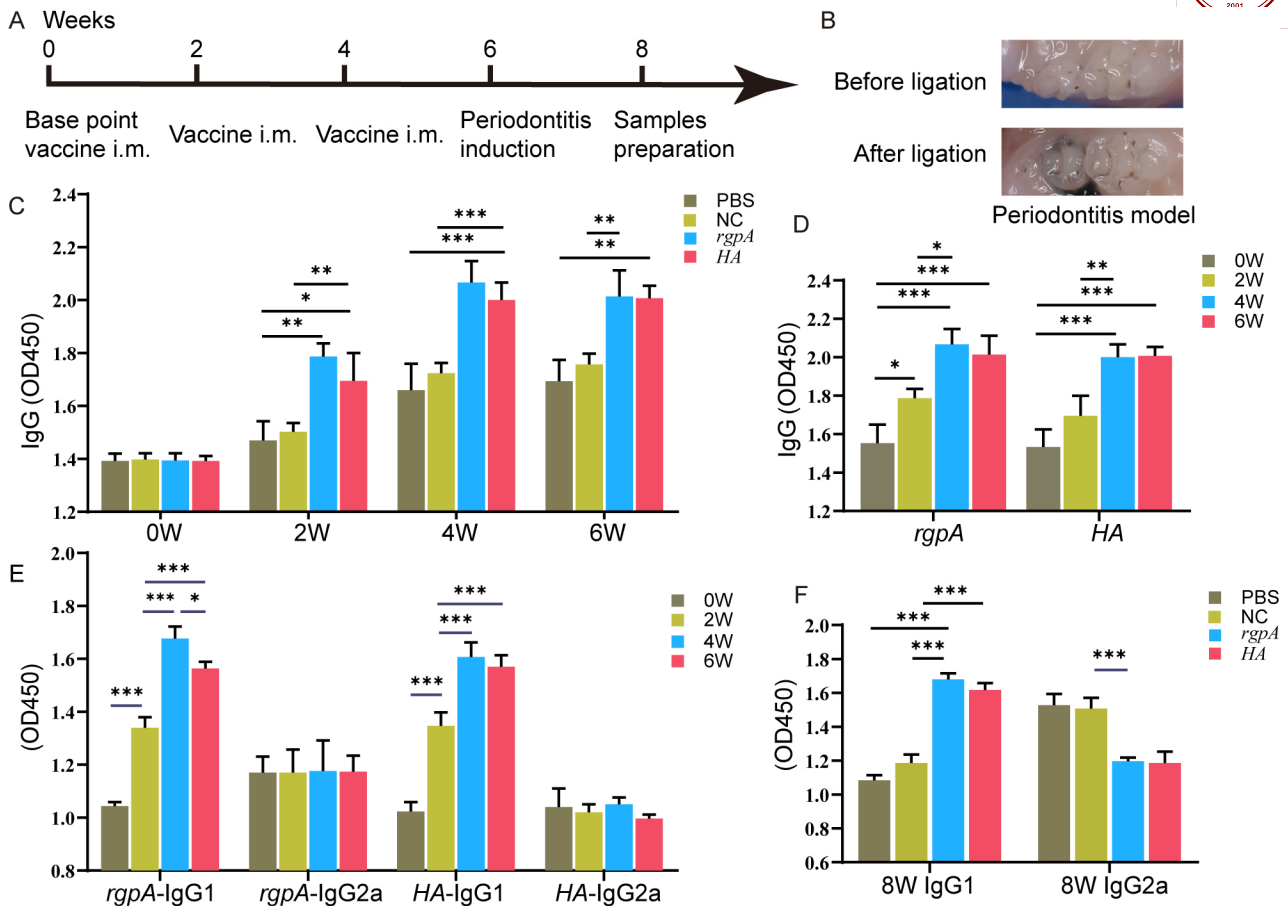 2001
A
Weeks
0 2 4 6 8
Base point
vaccine i.m.
Vaccine i.m.
Vaccine i.m.
Periodontitis
induction
Samples
preparation
B
Before ligation
After ligation
Periodontitis model
C
IgG (OD450)
2.4
2.2
2.0
1.8
1.6
1.4
1.2
** * **
*** ***
** **
PBS
NC
rgpA
HA
0W 2W 4W 6W
D
IgG (OD450)
2.4
2.2
2.0
1.8
1.6
1.4
1.2
* *** *** *
** *** ***
0W
2W
4W
6W
rgpA HA
E
(OD450)
2.0
1.8
1.6
1.4
1.2
1.0
0.8
*** *** * ***
*** *** ***
0W
2W
4W
6W
rgpA-IgG1 rgpA-IgG2a HA-IgG1 HA-IgG2a
F
(OD450)
2.0
1.8
1.6
1.4
1.2
1.0
0.8
0.6
*** *** ***
***
PBS
NC
rgpA
HA
8W IgG1 8W IgG2a